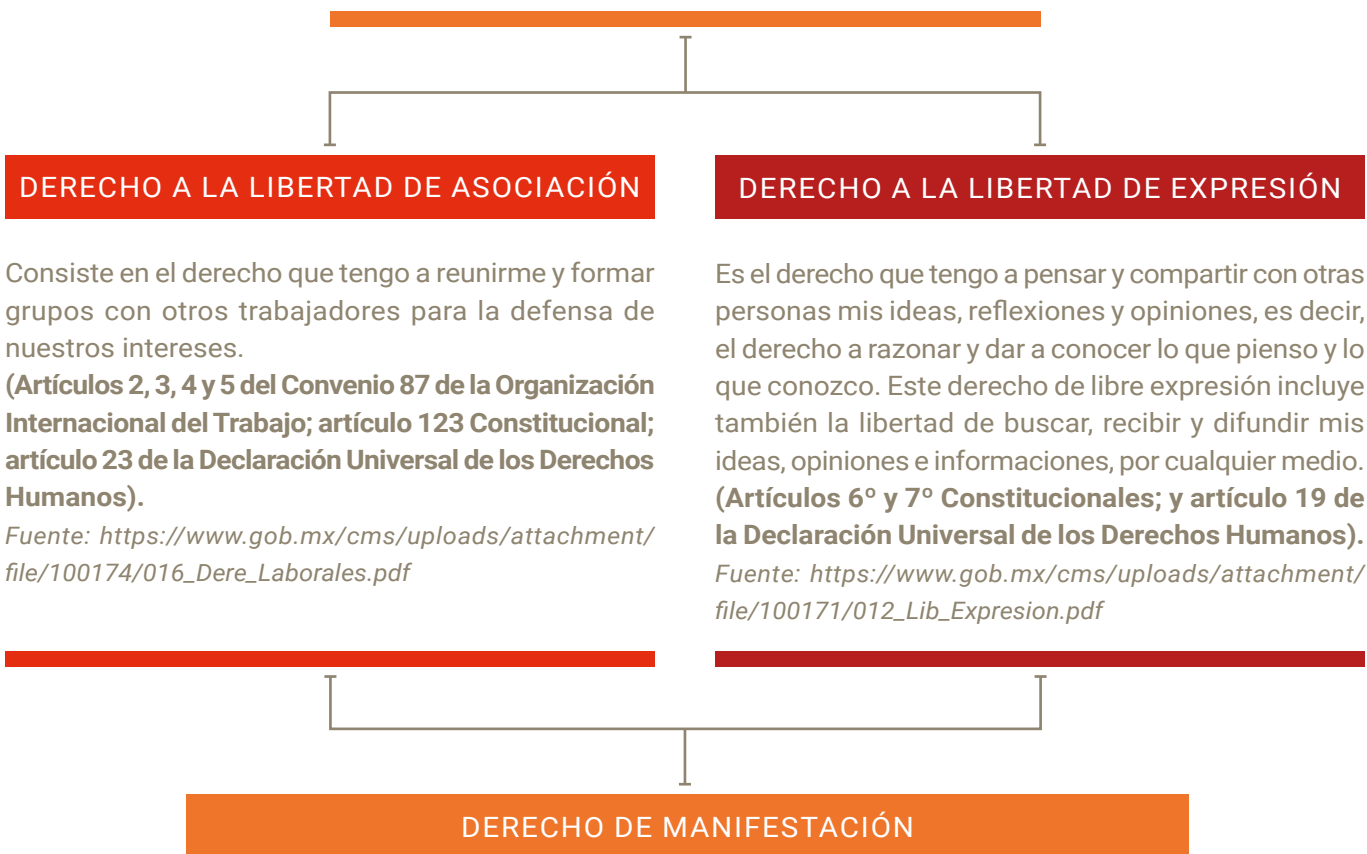 DERECHO A LA LIBERTAD DE ASOCIACIÓN
Consiste en el derecho que tengo a reunirme y formar
grupos con otros trabajadores para la defensa de
nuestros intereses.
(Artículos 2, 3, 4 y 5 del Convenio 87 de la Organización
Internacional del Trabajo; artículo 123 Constitucional;
artículo 23 de la Declaración Universal de los Derechos
Humanos).
Fuente: https://www.gob.mx/cms/uploads/attachment/
file/100174/016_Dere_Laborales.pdf
DERECHO A LA LIBERTAD DE EXPRESIÓN
Es el derecho que tengo a pensar y compartir con otras
personas mis ideas, reflexiones y opiniones, es decir,
el derecho a razonar y dar a conocer lo que pienso y lo
que conozco. Este derecho de libre expresión incluye
también la libertad de buscar, recibir y difundir mis
ideas, opiniones e informaciones, por cualquier medio.
(Artículos 6º y 7º Constitucionales; y artículo 19 de
la Declaración Universal de los Derechos Humanos).
Fuente: https://www.gob.mx/cms/uploads/attachment/
file/100171/012_Lib_Expresion.pdf
DERECHO DE MANIFESTACIÓN